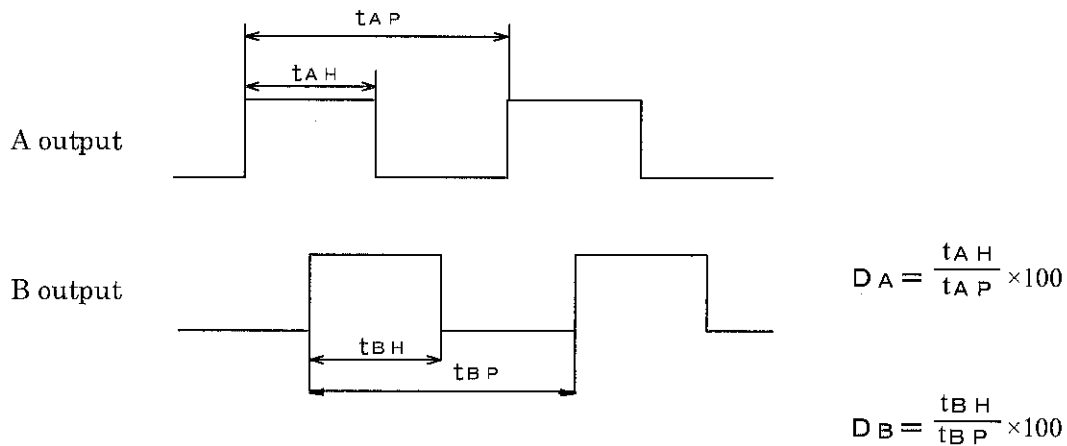 tAP
tAH
A output
B output
DA = tAH/tAP ×100
tBH
tBP
DB = tBH/tBP ×100